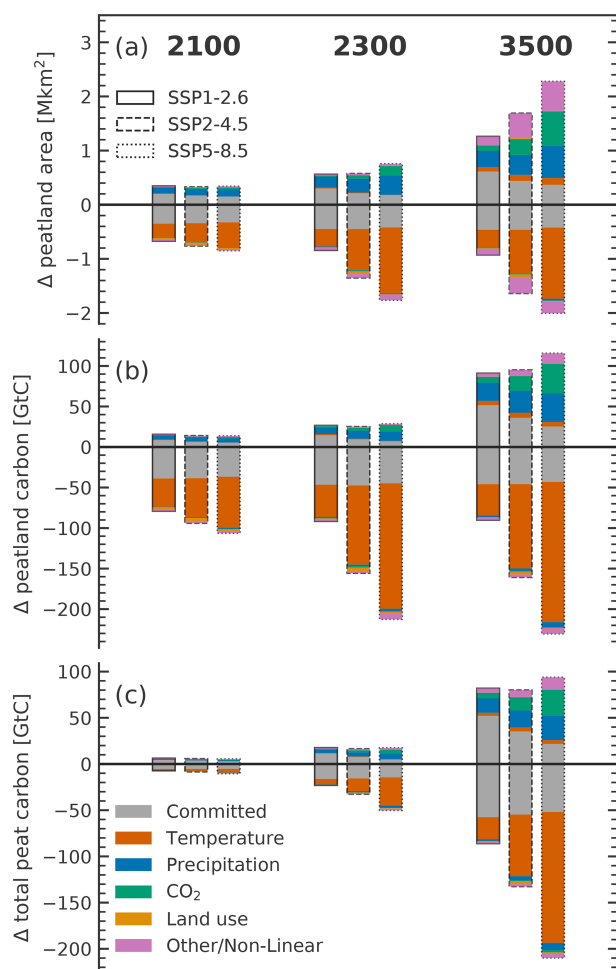 (a) 2100 2300 3500
SSP1-2.6
SSP2-4.5
SSP5-8.5
Δ peatland area [Mkm²]
3
2
1
0
−1
−2
(b)
Δ peatland carbon [GtC]
100
50
0
−50
−100
−150
−200
(c)
Δ total peat carbon [GtC]
100
50
0
−50
−100
−150
−200
Committed
Temperature
Precipitation
CO₂
Land use
Other/Non-Linear